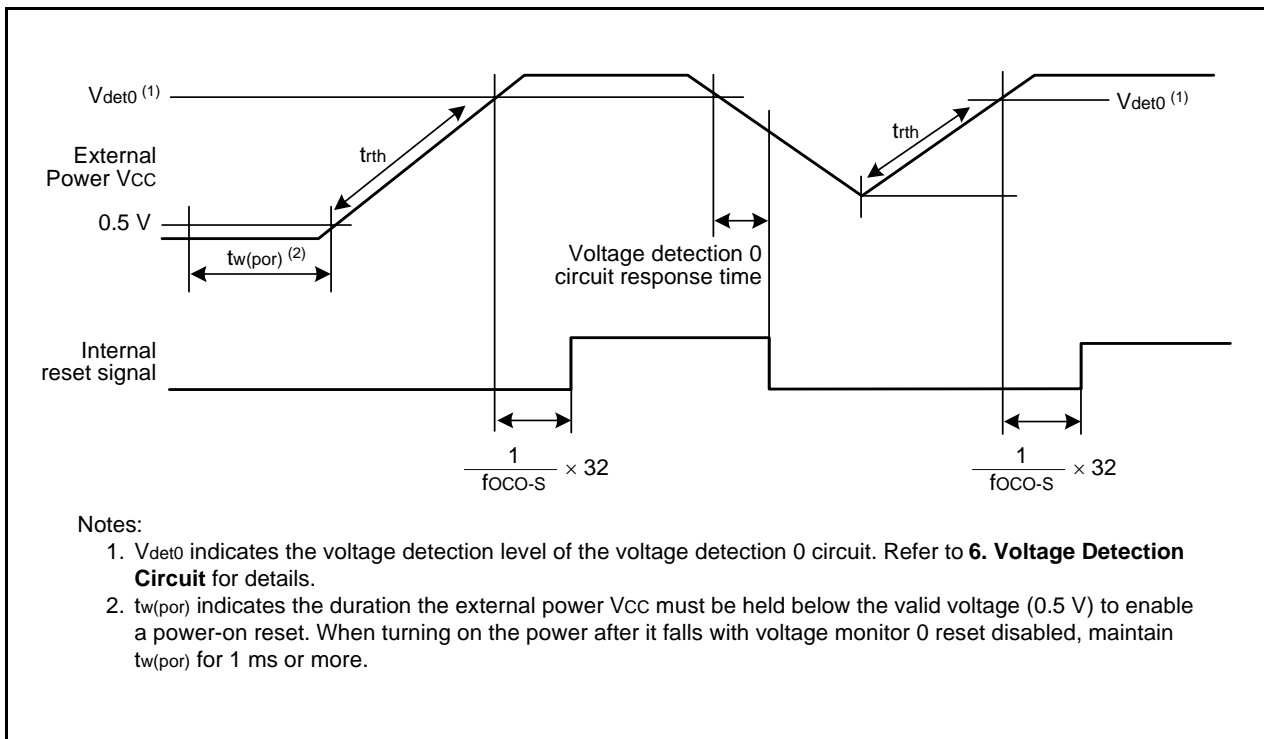 Vdet0 (1)
Vdet0 (1)
trth
trth
External
Power VCC
0.5 V
tw(por) (2)
Voltage detection 0
circuit response time
Internal
reset signal
1
fOCO-S
× 32
1
fOCO-S
× 32
Notes:
1. Vdet0 indicates the voltage detection level of the voltage detection 0 circuit. Refer to 6. Voltage Detection
Circuit for details.
2. tw(por) indicates the duration the external power VCC must be held below the valid voltage (0.5 V) to enable
a power-on reset. When turning on the power after it falls with voltage monitor 0 reset disabled, maintain
tw(por) for 1 ms or more.